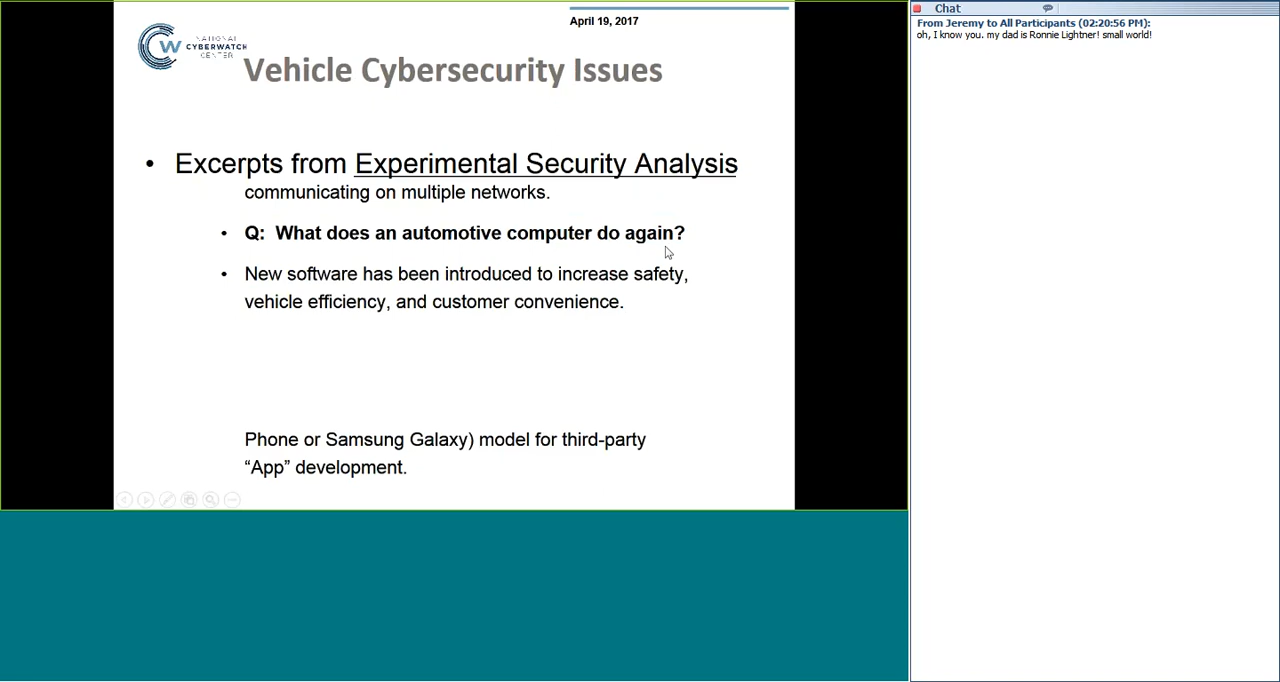 April 19, 2017
NATIONAL
CYBERWATCH
CENTER
Vehicle Cybersecurity Issues
• Excerpts from Experimental Security Analysis
communicating on multiple networks.
• Q: What does an automotive computer do again?
• New software has been introduced to increase safety,
vehicle efficiency, and customer convenience.
Phone or Samsung Galaxy) model for third-party
“App” development.
Chat
From Jeremy to All Participants (02:20:56 PM):
oh, I know you. my dad is Ronnie Lightner! small world!